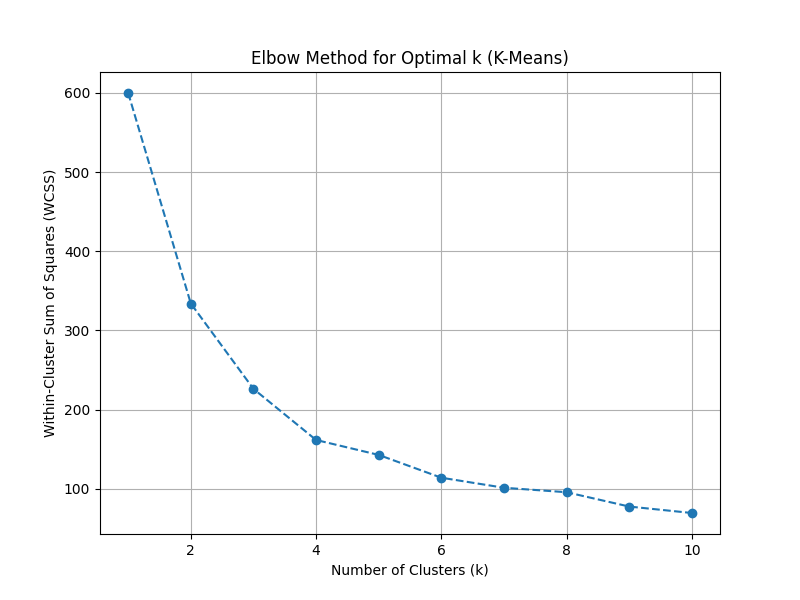 Elbow Method for Optimal k (K-Means)
Within-Cluster Sum of Squares (WCSS)
600
500
400
300
200
100
2 4 6 8 10
Number of Clusters (k)